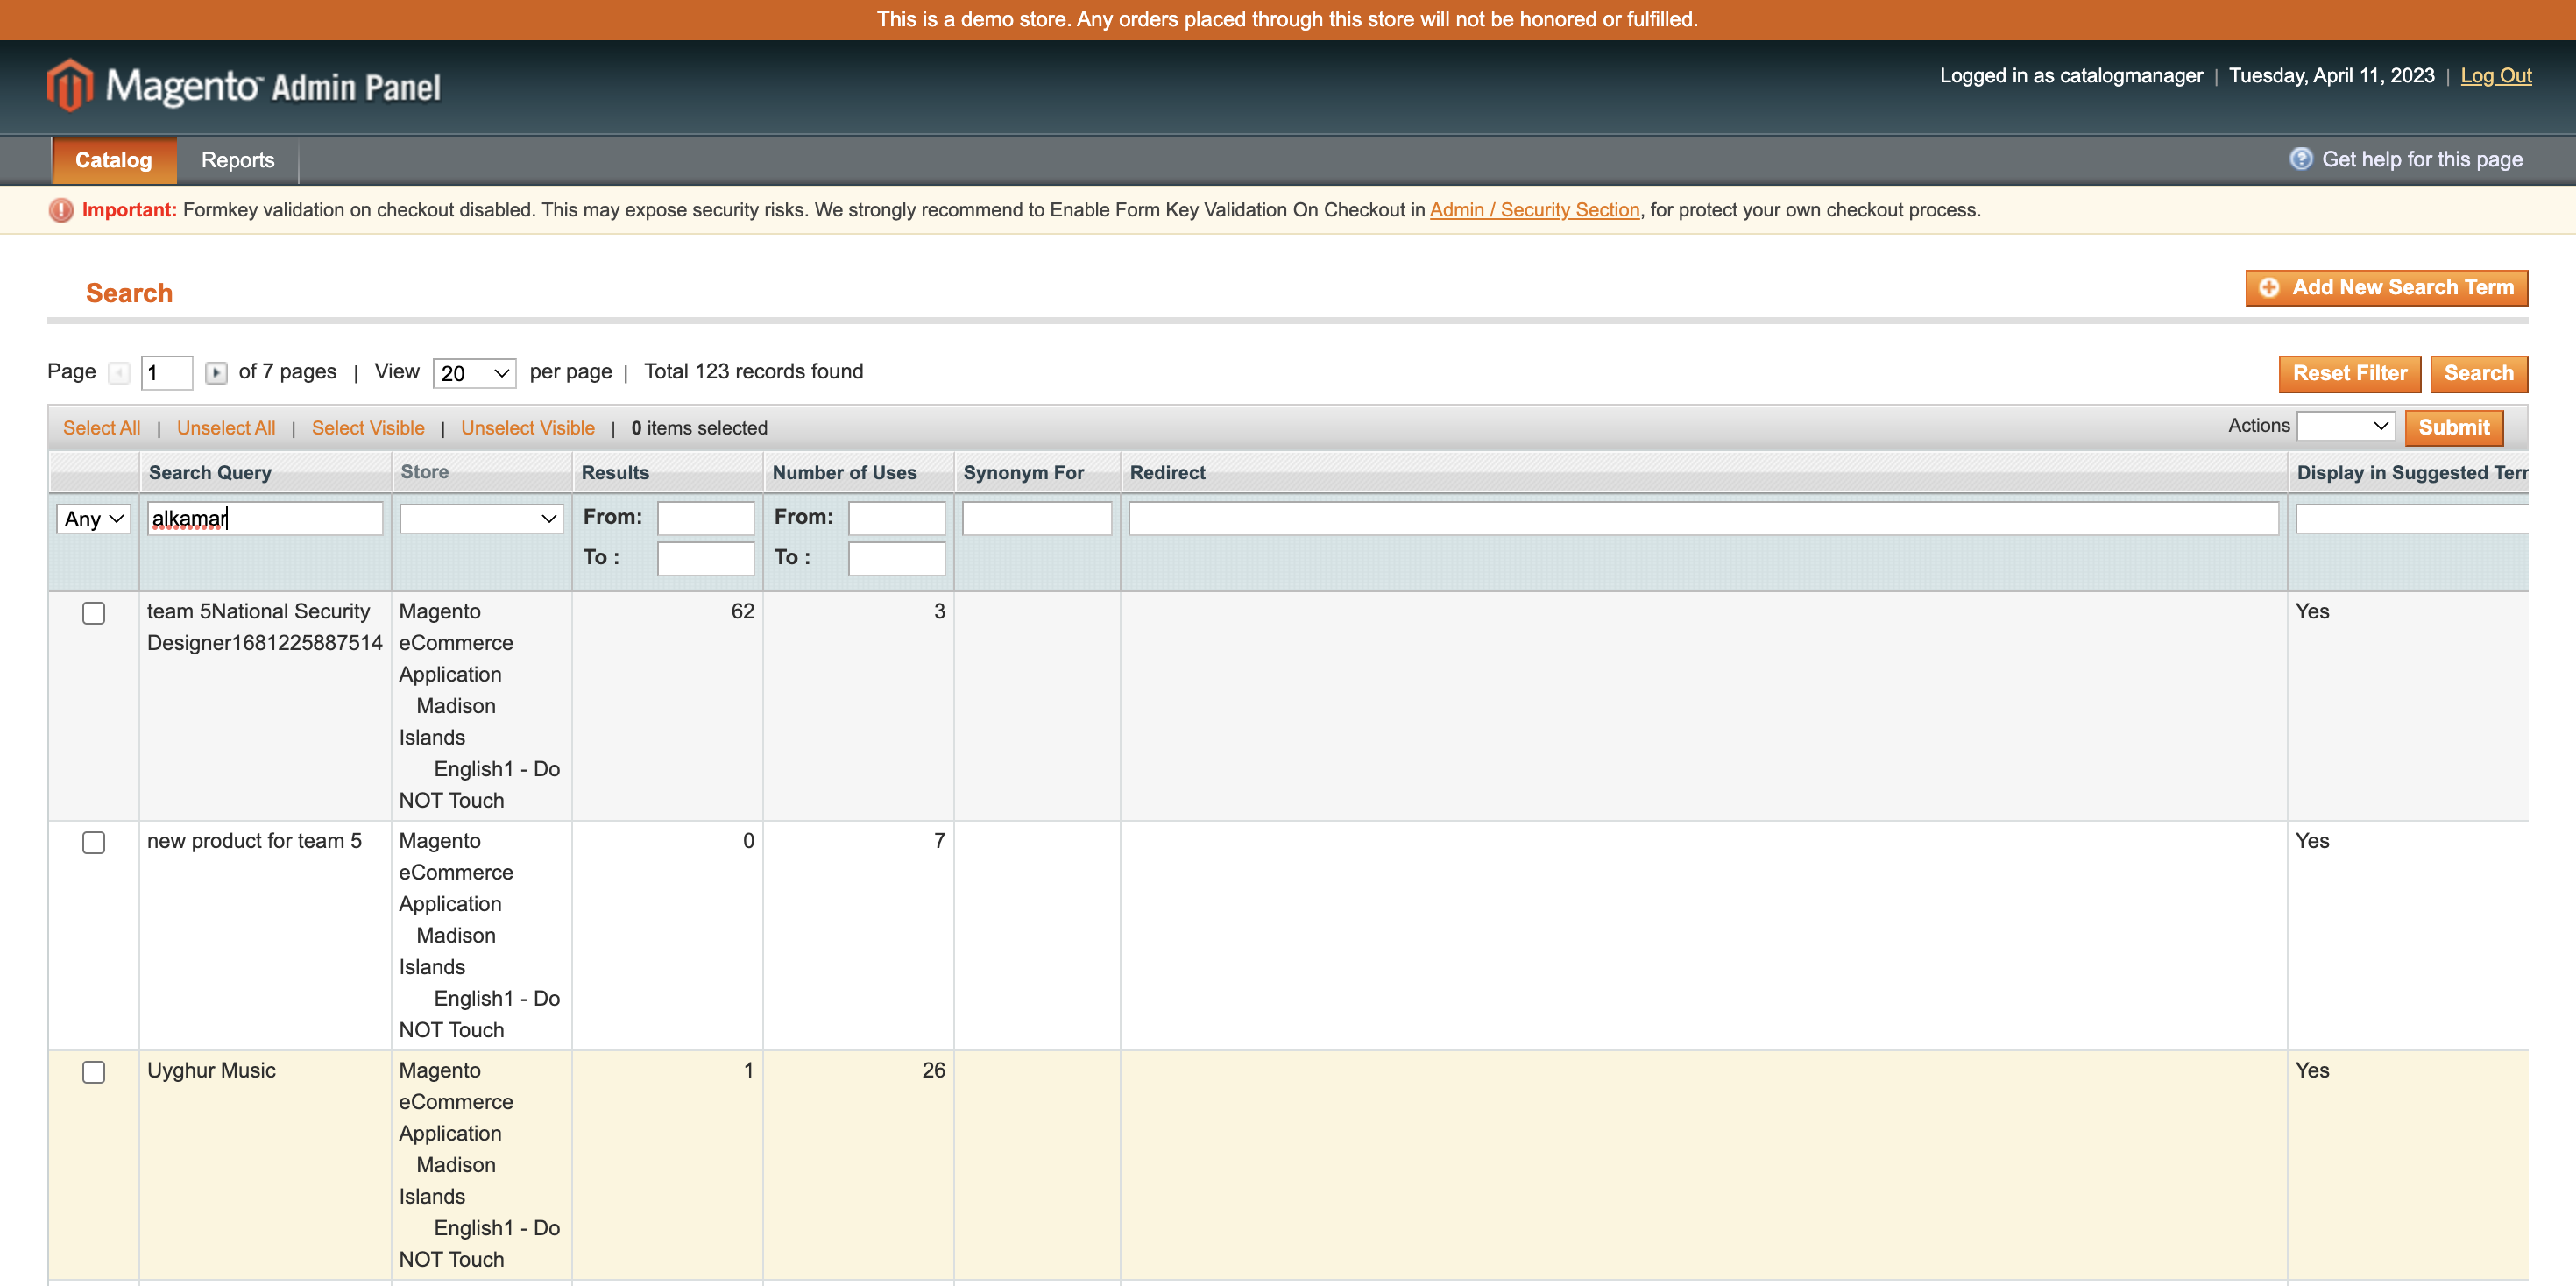 This is a demo store. Any orders placed through this store will not be honored or fulfilled.
Magento™ Admin Panel
Logged in as catalogmanager | Tuesday, April 11, 2023 | Log Out
Catalog Reports
Get help for this page
Important: Formkey validation on checkout disabled. This may expose security risks. We strongly recommend to Enable Form Key Validation On Checkout in Admin / Security Section, for protect your own checkout process.
Search
Add New Search Term
Page 1 of 7 pages | View 20 per page | Total 123 records found
Reset Filter Search
Select All | Unselect All | Select Visible | Unselect Visible | 0 items selected
Actions Submit
Search Query Store Results Number of Uses Synonym For Redirect Display in Suggested Terr
Any alkamar From: From:
To : To :
team 5National Security Magento 62 3 Yes
Designer1681225887514 eCommerce
Application
Madison
Islands
English1 - Do
NOT Touch
new product for team 5 Magento 0 7 Yes
eCommerce
Application
Madison
Islands
English1 - Do
NOT Touch
Uyghur Music Magento 1 26 Yes
eCommerce
Application
Madison
Islands
English1 - Do
NOT Touch